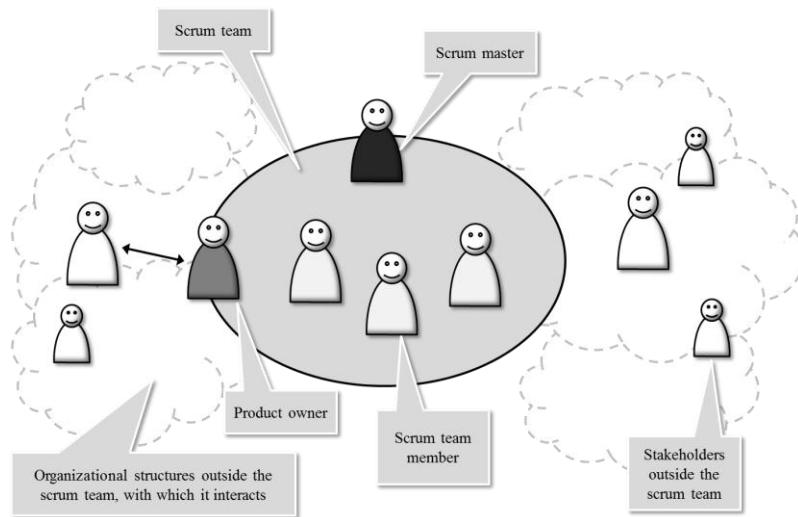 Scrum team
Scrum master
Product owner
Scrum team
member
Organizational structures outside the
scrum team, with which it interacts
Stakeholders
outside the
scrum team